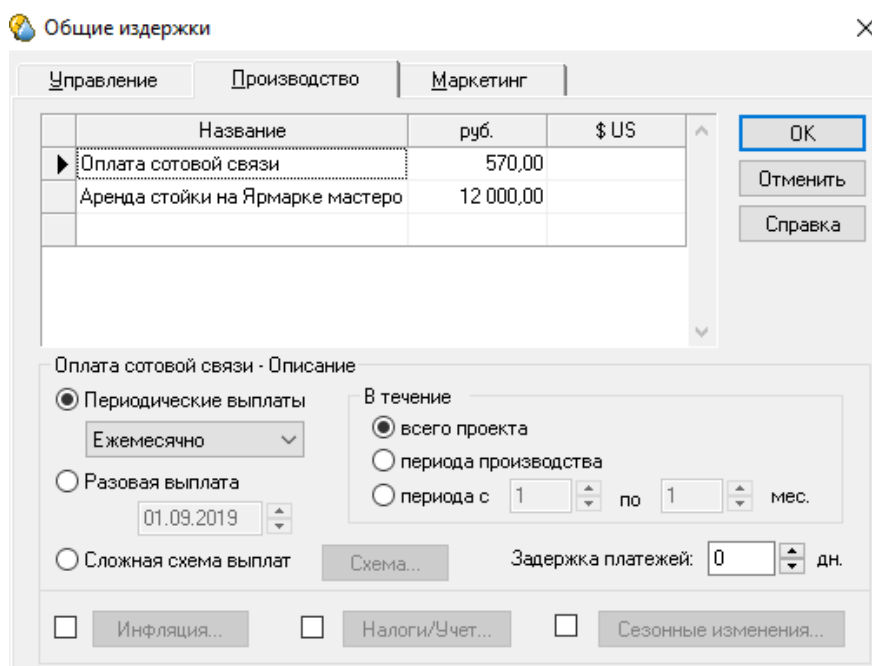 Общие издержки
Управление Производство Маркетинг
Название руб. $ US
Оплата сотовой связи 570,00
Аренда стойки на Ярмарке мастеро 12 000,00
OK
Отменить
Справка
Оплата сотовой связи - Описание
Периодические выплаты
Ежемесячно
Разовая выплата
01.09.2019
Сложная схема выплат Схема...
В течение
всего проекта
периода производства
периода с 1 по 1 мес.
Задержка платежей: 0 дн.
Инфляция... Налоги/Учет... Сезонные изменения...